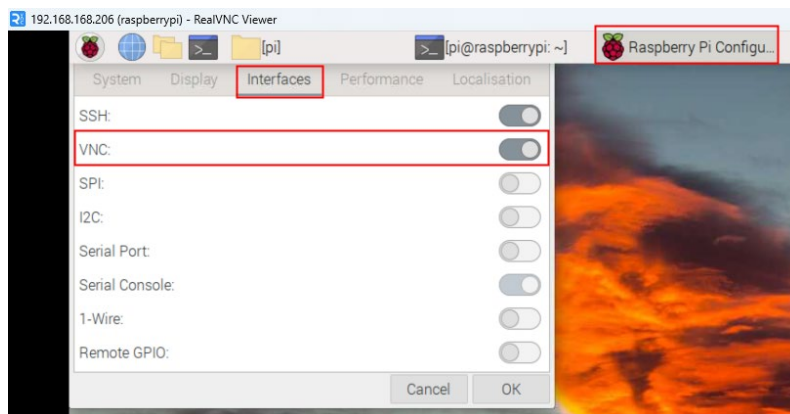 192.168.168.206 (raspberrypi) - RealVNC Viewer
[pi] [pi@raspberrypi: ~] Raspberry Pi Configu...
System Display Interfaces Performance Localisation
SSH:
VNC:
SPI:
I2C:
Serial Port:
Serial Console:
1-Wire:
Remote GPIO:
Cancel OK